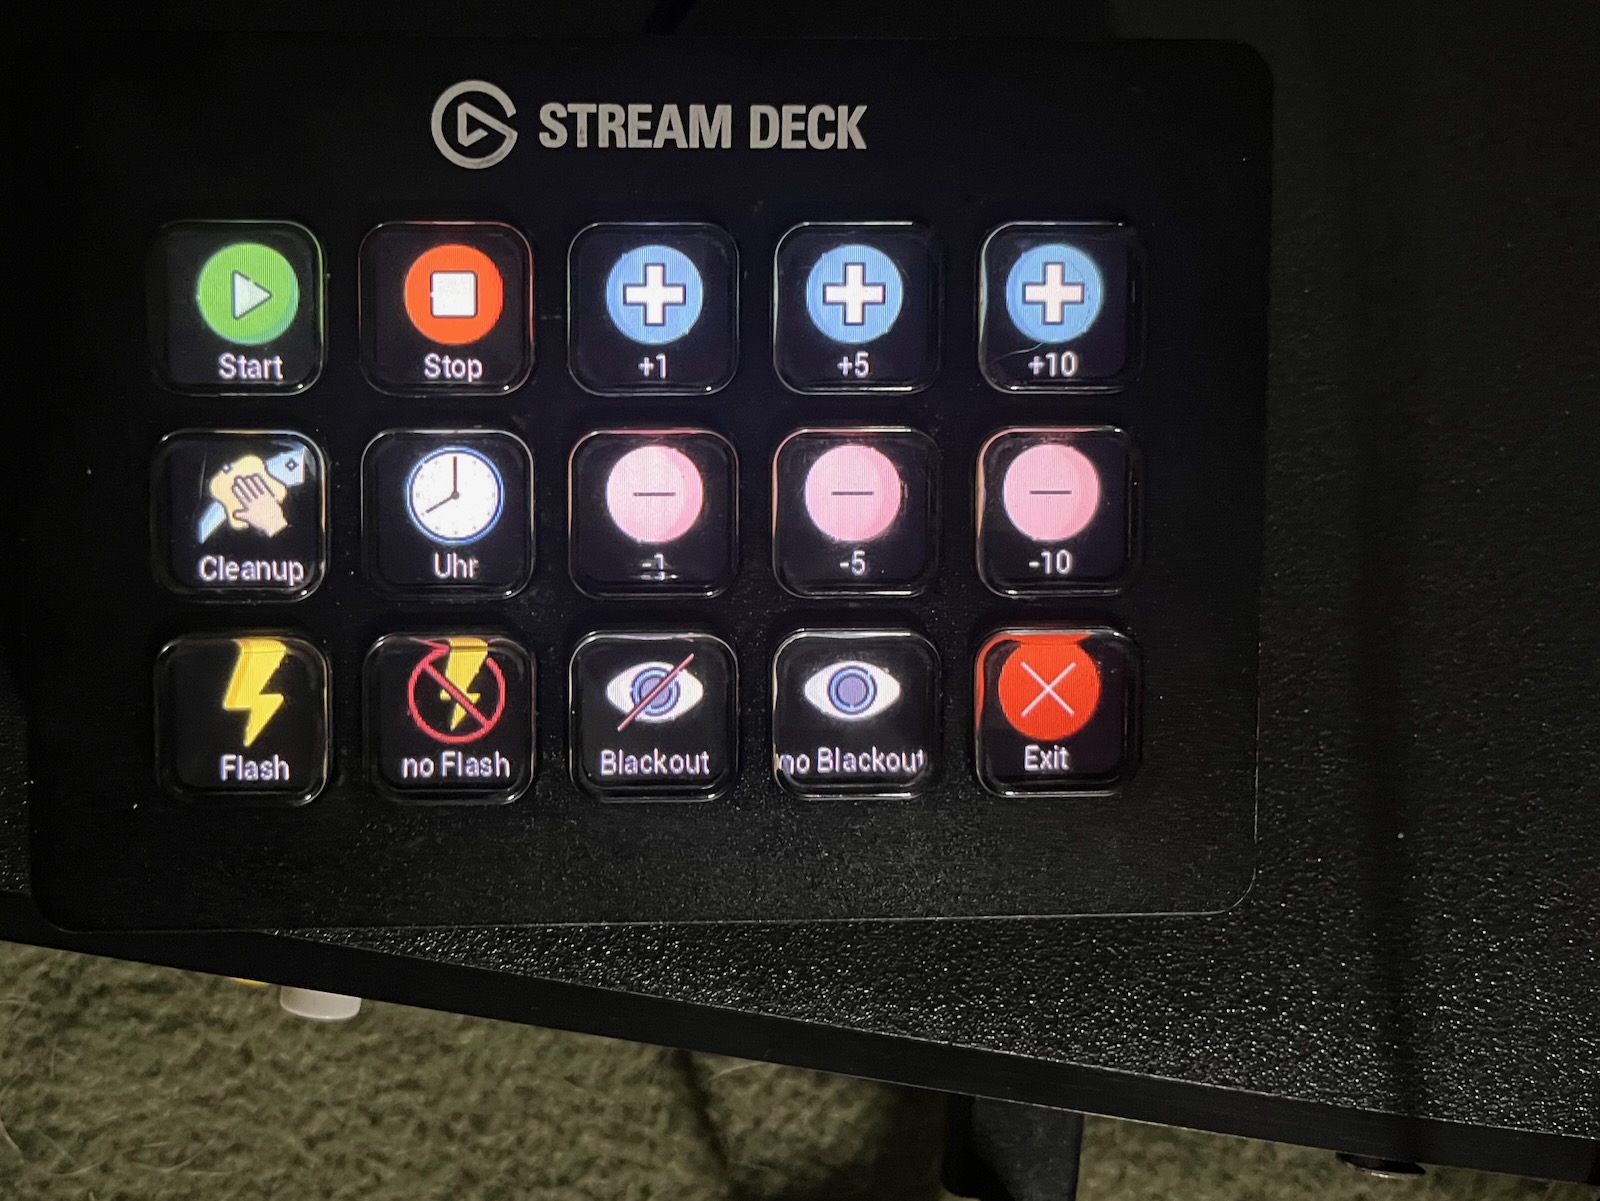 STREAM DECK
Start
Stop
+1
+5
+10
Cleanup
Uhr
-1
-5
-10
Flash
no Flash
Blackout
no Blackout
Exit